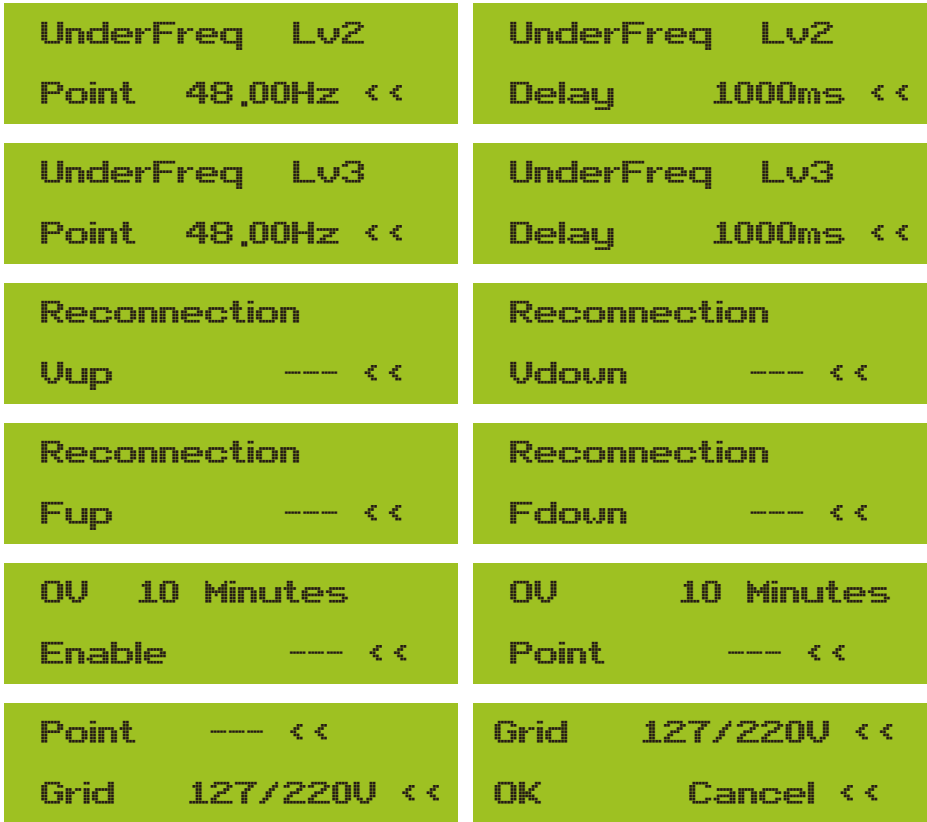 UnderFreq Lv2
Point 48.00Hz <<
UnderFreq Lv2
Delay 1000ms <<
UnderFreq Lv3
Point 48.00Hz <<
UnderFreq Lv3
Delay 1000ms <<
Reconnection
Vup --- <<
Reconnection
Vdown --- <<
Reconnection
Fup --- <<
Reconnection
Fdown --- <<
OV 10 Minutes
Enable --- <<
OV 10 Minutes
Point --- <<
Point --- <<
Grid 127/220V <<
Grid 127/220V <<
OK Cancel <<